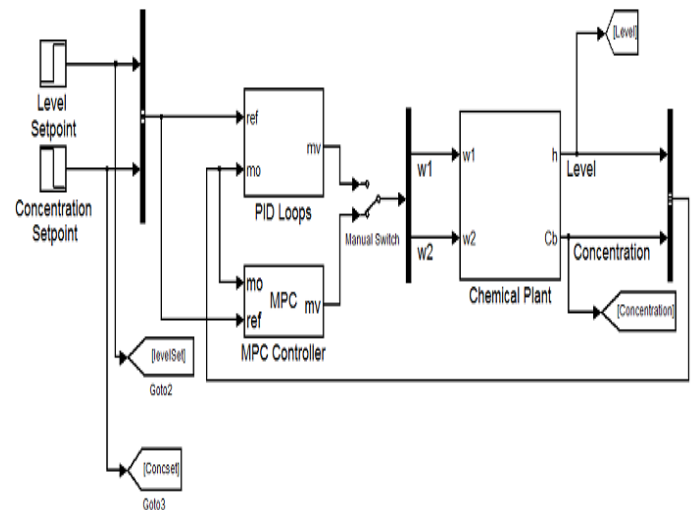 [Level]
Level
Setpoint
ref
mo
mv
PID Loops
w1
w2
w1
w2
h
Cb
Level
Concentration
Concentration
Setpoint
Manual Switch
Chemical Plant
mo
ref
MPC
mv
MPC Controller
[Concentration]
[levelSet]
Goto2
[Concset]
Goto3